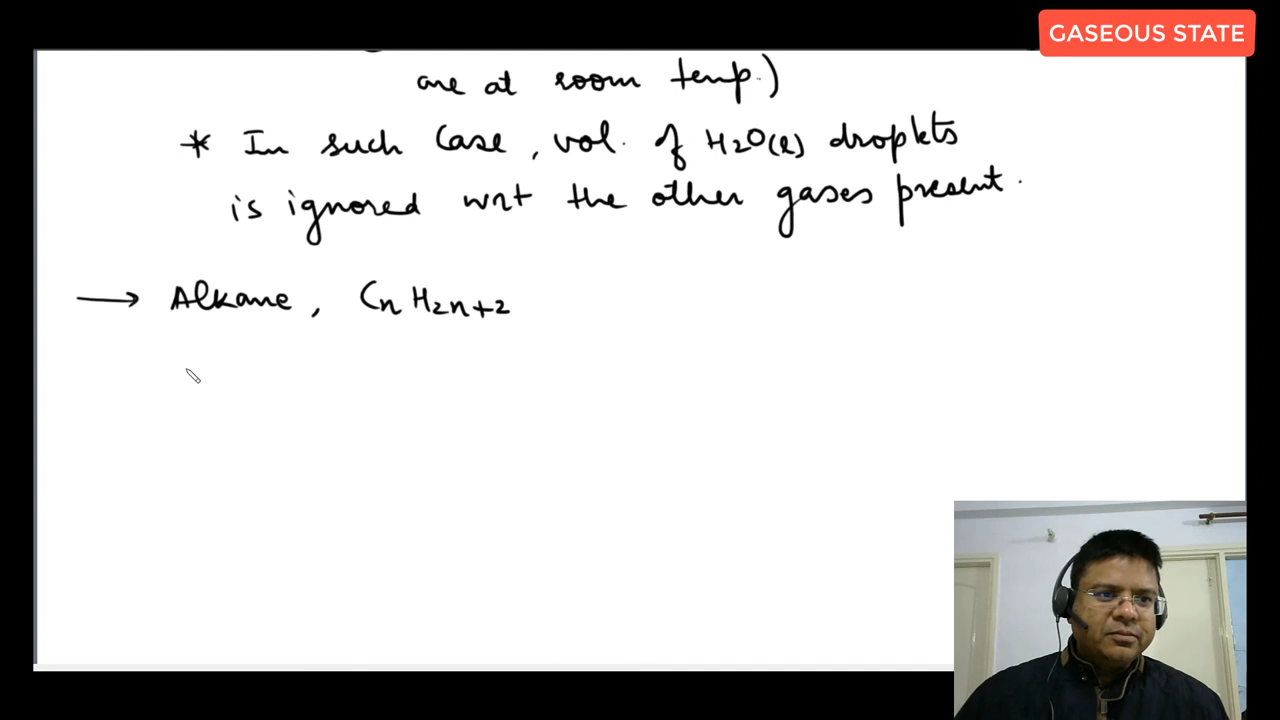 GASEOUS STATE
are at room temp.)
* In such case, vol. of H2O(l) droplets
is ignored wrt the other gases present.
→ Alkane, CnH2n+2